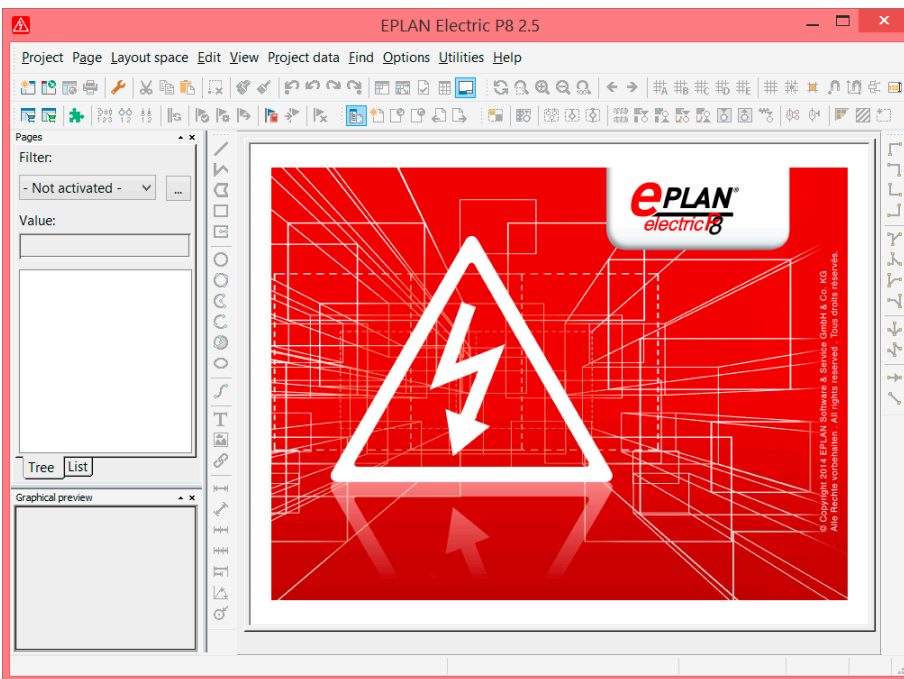 EPLAN Electric P8 2.5
Project Page Layout space Edit View Project data Find Options Utilities Help
Pages
Filter:
- Not activated -
...
Value:
Tree List
Graphical preview
ePLAN®
electric P8
© Copyright 2014 EPLAN Software & Service GmbH & Co. KG
Alle Rechte vorbehalten . All rights reserved . Tous droits réservés.